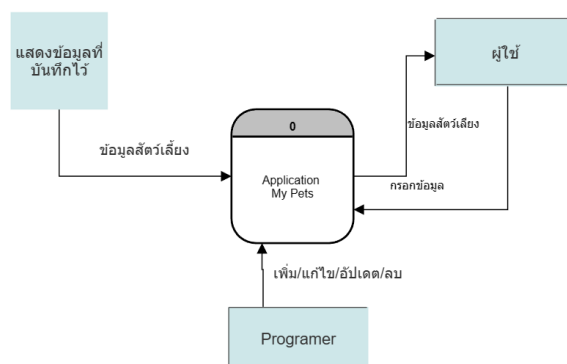 แสดงข้อมูลที่
บันทึกไว้
ผู้ใช้
0
ข้อมูลสัตว์เลี้ยง
ข้อมูลสัตว์เลียง
Application
My Pets
กรอกข้อมูล
เพิ่ม/แก้ไข/อัปเดต/ลบ
Programer